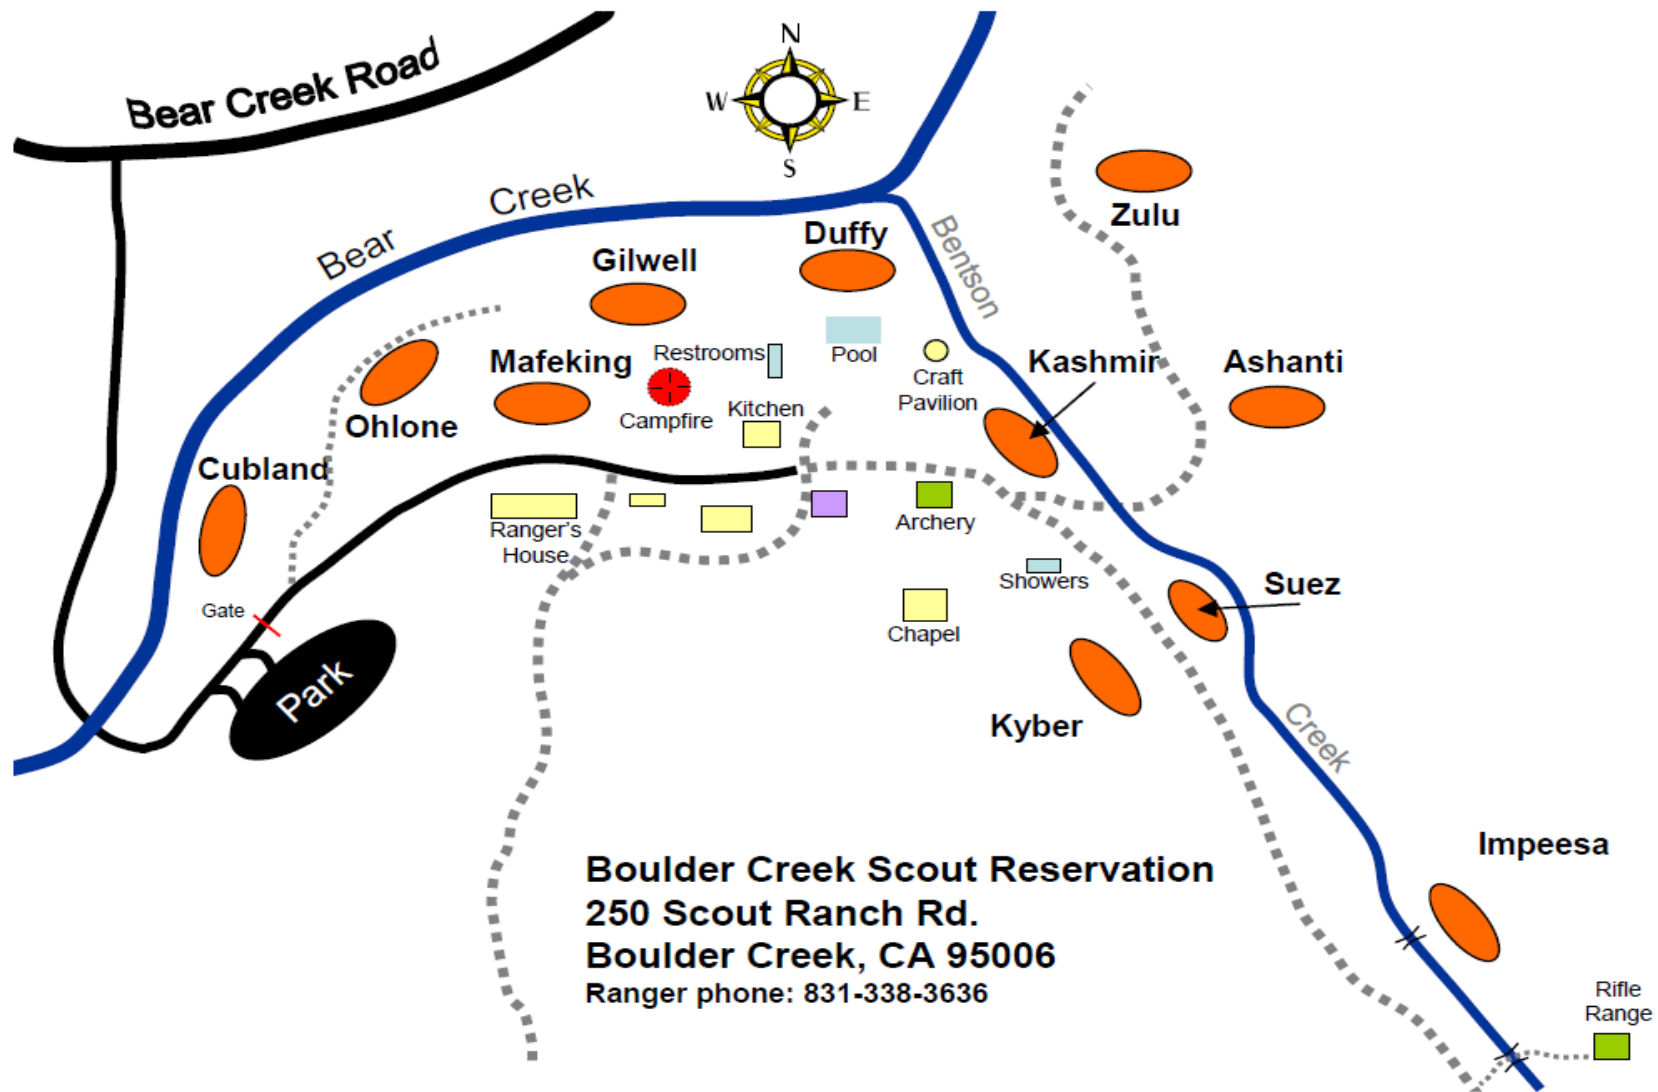 Bear Creek Road
N
W
E
S
Bear
Creek
Bentson
Zulu
Duffy
Gilwell
Mafeking
Restrooms
Pool
Craft
Pavilion
Kashmir
Ashanti
Ohlone
Campfire
Kitchen
Cubland
Ranger's
House
Archery
Showers
Suez
Gate
Chapel
Park
Kyber
Creek
Impeesa
Boulder Creek Scout Reservation
250 Scout Ranch Rd.
Boulder Creek, CA 95006
Ranger phone: 831-338-3636
Rifle
Range